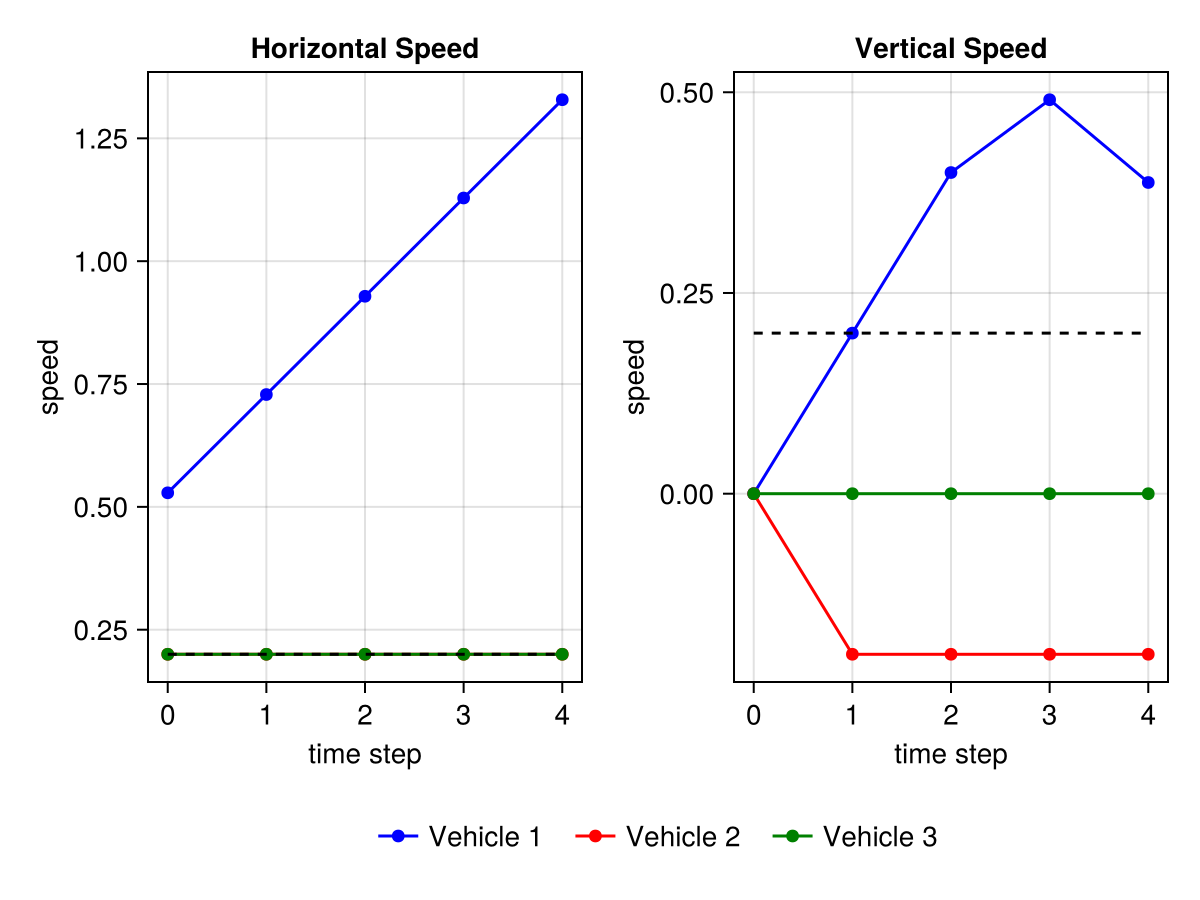 Horizontal Speed
speed
1.25
1.00
0.75
0.50
0.25
0 1 2 3 4
time step
Vertical Speed
speed
0.50
0.25
0.00
0 1 2 3 4
time step
Vehicle 1 Vehicle 2 Vehicle 3